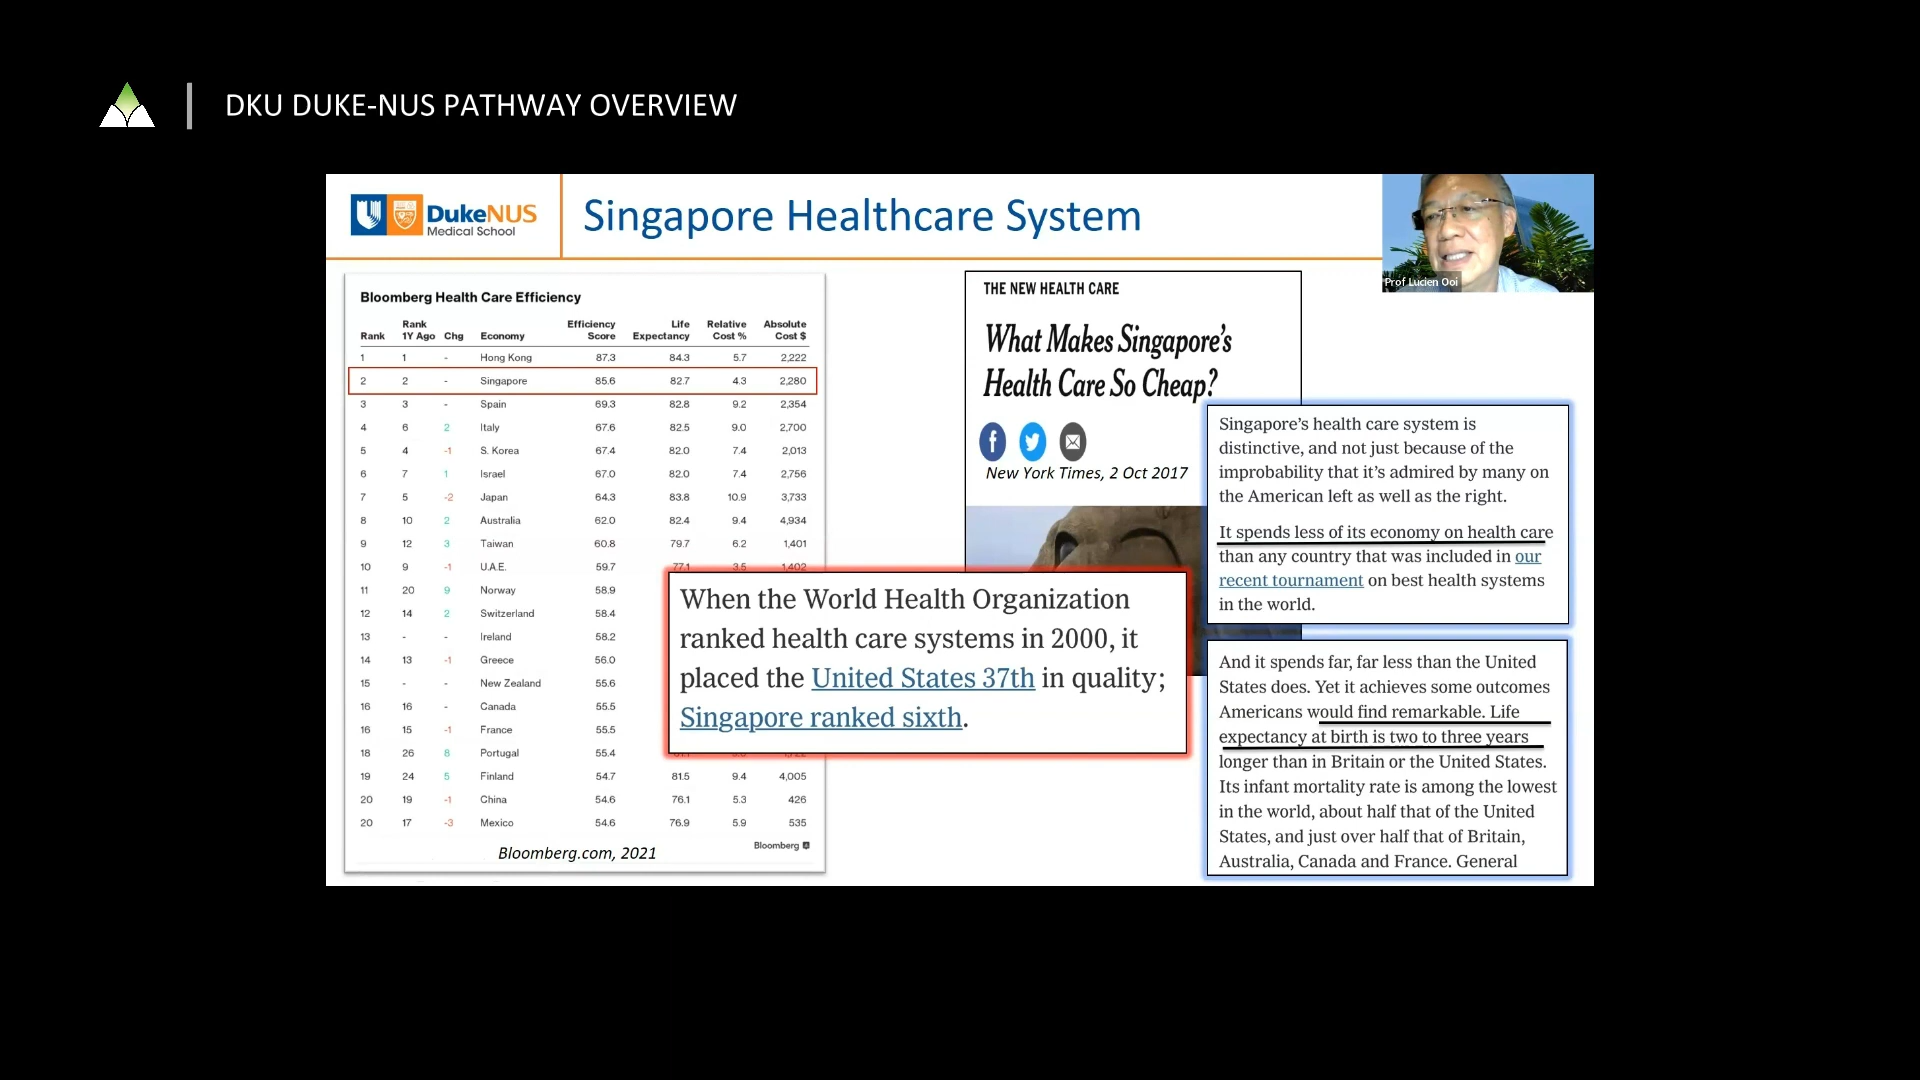 DKU DUKE-NUS PATHWAY OVERVIEW
DukeNUS
Medical School
Singapore Healthcare System
Prof Lucien Ooi
Bloomberg Health Care Efficiency
Rank Rank 1Y Ago Chg Economy Efficiency Score Life Expectancy Relative Cost % Absolute Cost $
1 1 - Hong Kong 87.3 84.3 5.7 2,222
2 2 - Singapore 85.6 82.7 4.3 2,280
3 3 - Spain 69.3 82.8 9.2 2,354
4 6 2 Italy 67.6 82.5 9.0 2,700
5 4 -1 S. Korea 67.4 82.0 7.4 2,013
6 7 1 Israel 67.0 82.0 7.4 2,756
7 5 -2 Japan 64.3 83.8 10.9 3,733
8 10 2 Australia 62.0 82.4 9.4 4,934
9 12 3 Taiwan 60.8 79.7 6.2 1,401
10 9 -1 U.A.E. 59.7 77.1 3.5 1,402
11 20 9 Norway 58.9
12 14 2 Switzerland 58.4
13 - - Ireland 58.2
14 13 -1 Greece 56.0
15 - - New Zealand 55.6
16 16 - Canada 55.5
16 15 -1 France 55.5
18 26 8 Portugal 55.4
19 24 5 Finland 54.7 81.5 9.4 4,005
20 19 -1 China 54.6 76.1 5.3 426
20 17 -3 Mexico 54.6 76.9 5.9 535
Bloomberg
Bloomberg.com, 2021
THE NEW HEALTH CARE
What Makes Singapore's
Health Care So Cheap?
New York Times, 2 Oct 2017
When the World Health Organization
ranked health care systems in 2000, it
placed the United States 37th in quality;
Singapore ranked sixth.
Singapore's health care system is
distinctive, and not just because of the
improbability that it's admired by many on
the American left as well as the right.
It spends less of its economy on health care
than any country that was included in our
recent tournament on best health systems
in the world.
And it spends far, far less than the United
States does. Yet it achieves some outcomes
Americans would find remarkable. Life
expectancy at birth is two to three years
longer than in Britain or the United States.
Its infant mortality rate is among the lowest
in the world, about half that of the United
States, and just over half that of Britain,
Australia, Canada and France. General